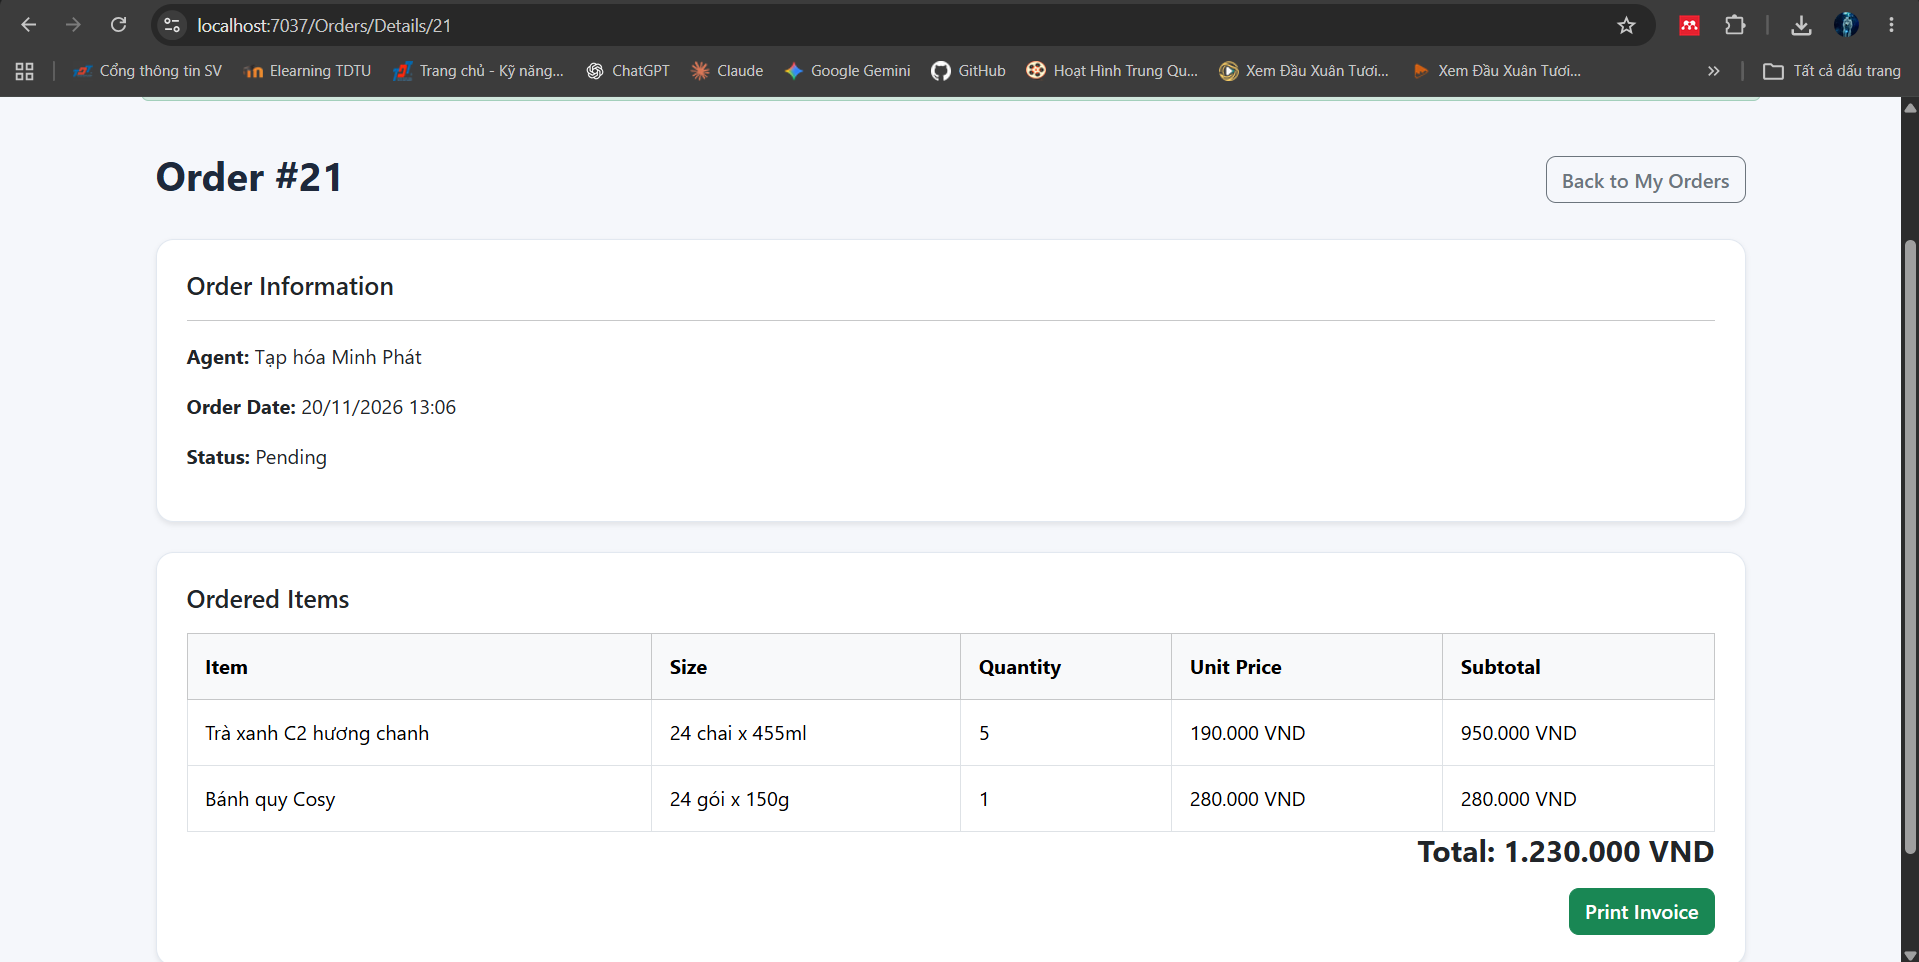 localhost:7037/Orders/Details/21
Cổng thông tin SV
Elearning TDTU
Trang chủ - Kỹ năng...
ChatGPT
Claude
Google Gemini
GitHub
Hoạt Hình Trung Qu...
Xem Đầu Xuân Tươi...
Xem Đầu Xuân Tươi...
Tất cả dấu trang
Order #21
Back to My Orders
Order Information
Agent: Tạp hóa Minh Phát
Order Date: 20/11/2026 13:06
Status: Pending
Ordered Items
Item Size Quantity Unit Price Subtotal
Trà xanh C2 hương chanh 24 chai x 455ml 5 190.000 VND 950.000 VND
Bánh quy Cosy 24 gói x 150g 1 280.000 VND 280.000 VND
Total: 1.230.000 VND
Print Invoice